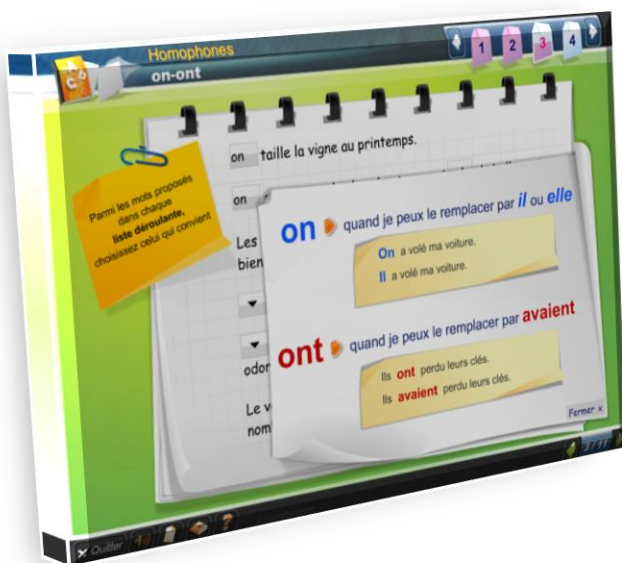 Homophones
on-ont
1 2 3 4
Parmi les mots proposés
dans chaque
liste déroulante,
choisissez celui qui convient
on taille la vigne au printemps.
on
Les
bien
odor
Le v
nom
on quand je peux le remplacer par il ou elle
On a volé ma voiture.
Il a volé ma voiture.
ont quand je peux le remplacer par avaient
Ils ont perdu leurs clés.
Ils avaient perdu leurs clés.
Fermer ×
× Quitter